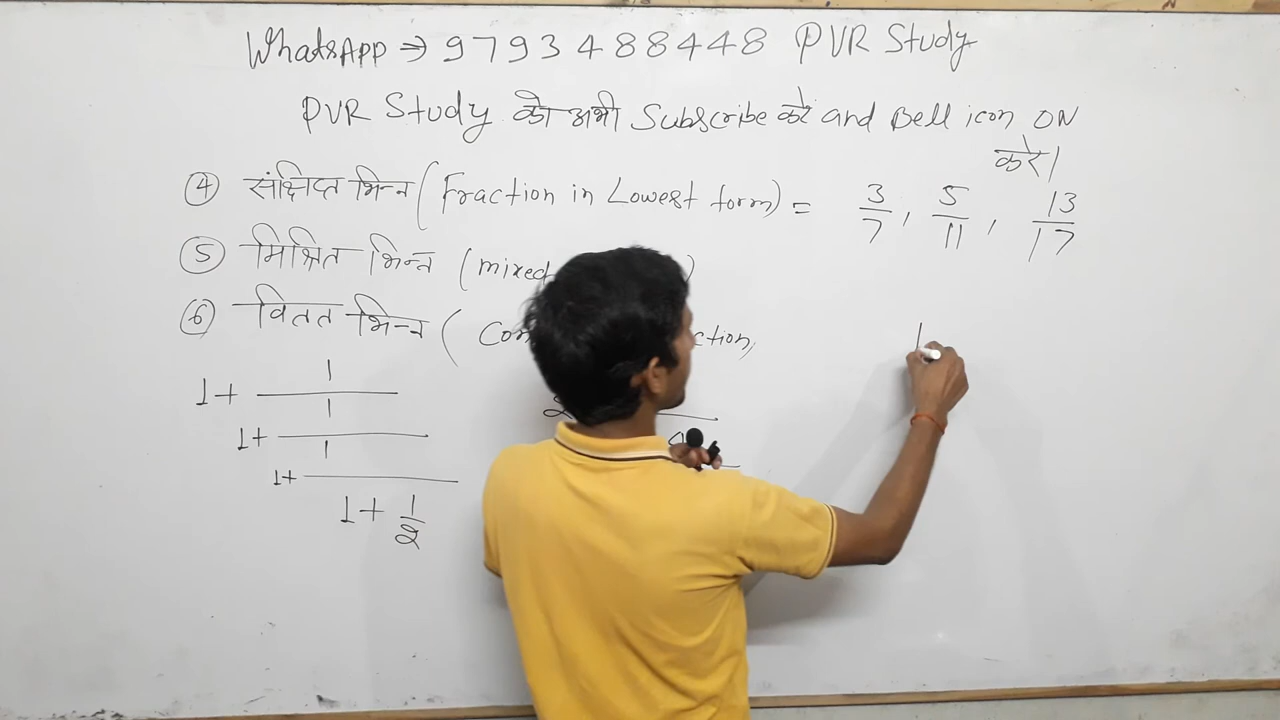 WhatsApp ⇒ 9793488448 PVR Study
PVR Study को अभी Subscribe करें and Bell icon ON
करें।
④ संक्षिप्त भिन्न (Fraction in Lowest form) = 3/7, 5/11, 13/17
⑤ मिश्रित भिन्न (mixed )
⑥ वितत भिन्न (
1+ 1
1
1+ 1
1+
1+ 1/2